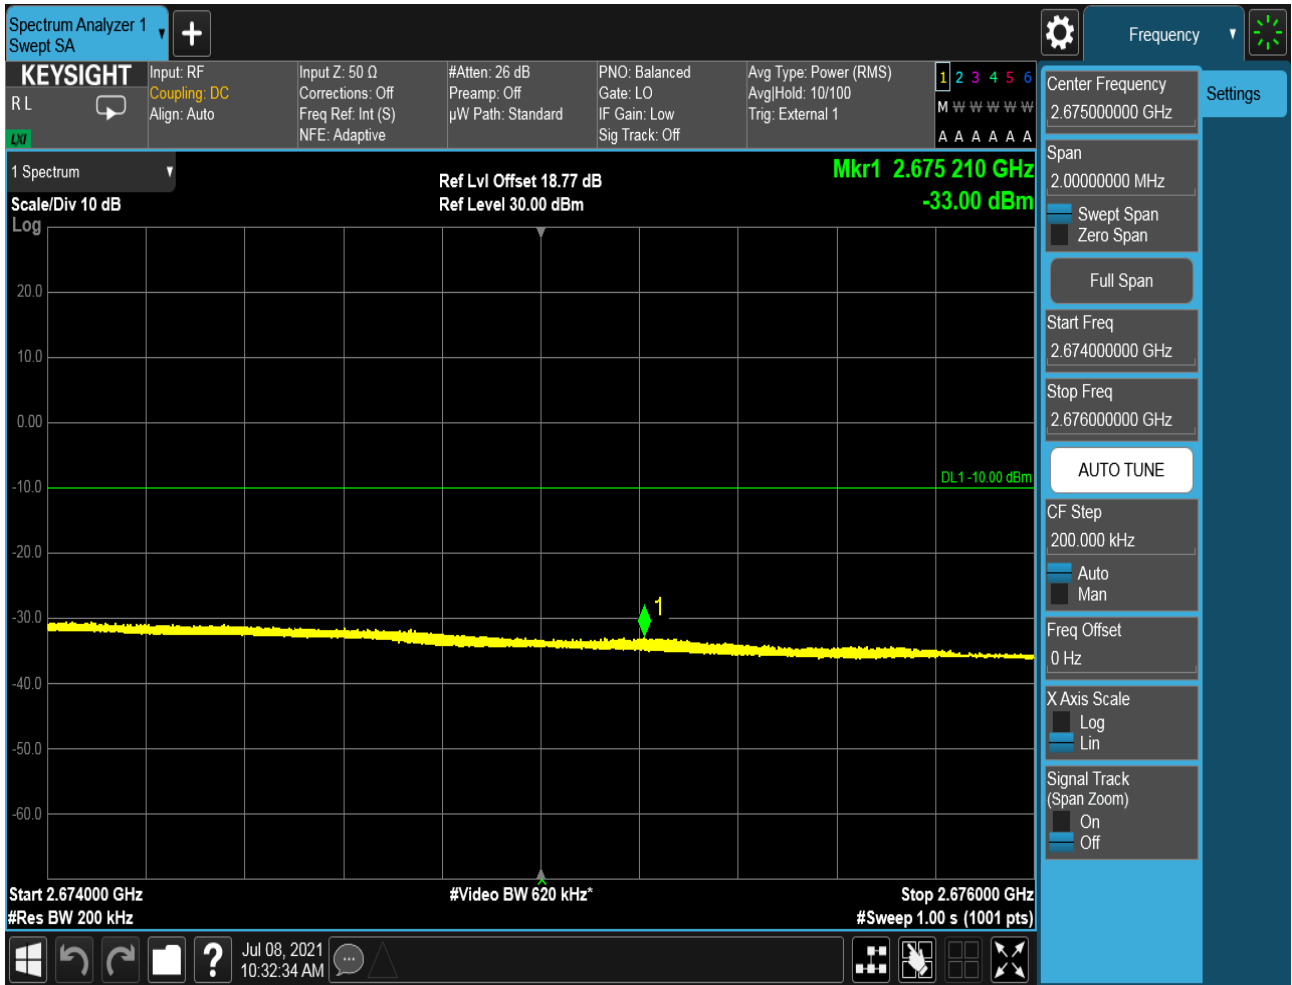 Spectrum Analyzer 1
Swept SA
Frequency
KEYSIGHT
R L
LXI
Input: RF
Coupling: DC
Align: Auto
Input Z: 50 Ω
Corrections: Off
Freq Ref: Int (S)
NFE: Adaptive
#Atten: 26 dB
Preamp: Off
µW Path: Standard
PNO: Balanced
Gate: LO
IF Gain: Low
Sig Track: Off
Avg Type: Power (RMS)
Avg|Hold: 10/100
Trig: External 1
1 2 3 4 5 6
M W W W W W
A A A A A A
Center Frequency
2.675000000 GHz
Settings
1 Spectrum
Scale/Div 10 dB
Log
Ref Lvl Offset 18.77 dB
Ref Level 30.00 dBm
Mkr1 2.675 210 GHz
-33.00 dBm
Span
2.00000000 MHz
Swept Span
Zero Span
Full Span
Start Freq
2.674000000 GHz
Stop Freq
2.676000000 GHz
AUTO TUNE
CF Step
200.000 kHz
Auto
Man
Freq Offset
0 Hz
X Axis Scale
Log
Lin
Signal Track
(Span Zoom)
On
Off
20.0
10.0
0.00
-10.0
DL1 -10.00 dBm
-20.0
-30.0
1
-40.0
-50.0
-60.0
Start 2.674000 GHz
#Video BW 620 kHz*
Stop 2.676000 GHz
#Res BW 200 kHz
#Sweep 1.00 s (1001 pts)
?
Jul 08, 2021
10:32:34 AM